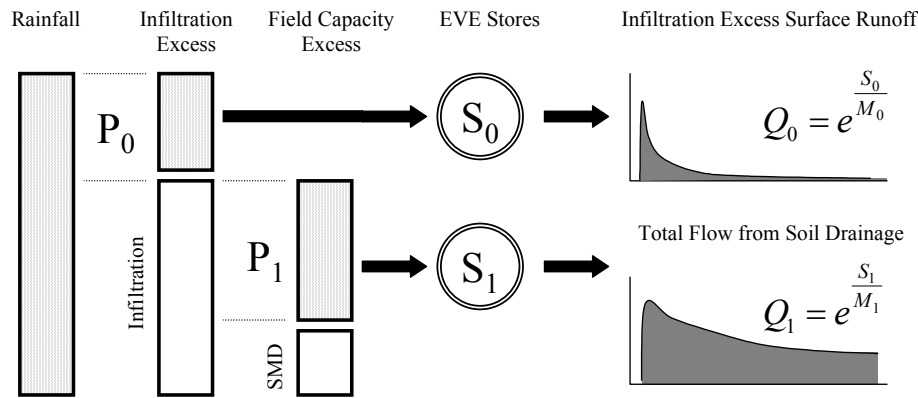 Rainfall
Infiltration
Excess
Field Capacity
Excess
EVE Stores
Infiltration Excess Surface Runoff
P₀
S₀
Q₀ = e^(S₀/M₀)
Infiltration
P₁
SMD
S₁
Total Flow from Soil Drainage
Q₁ = e^(S₁/M₁)